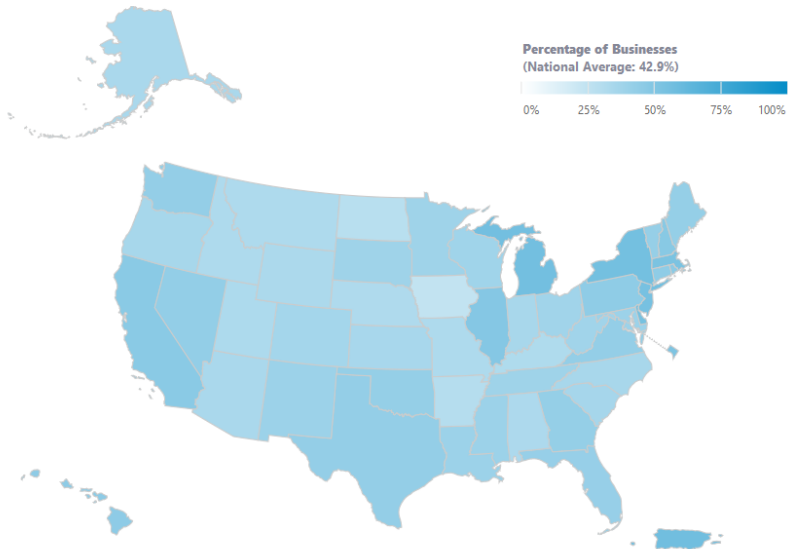 Percentage of Businesses
(National Average: 42.9%)
0% 25% 50% 75% 100%